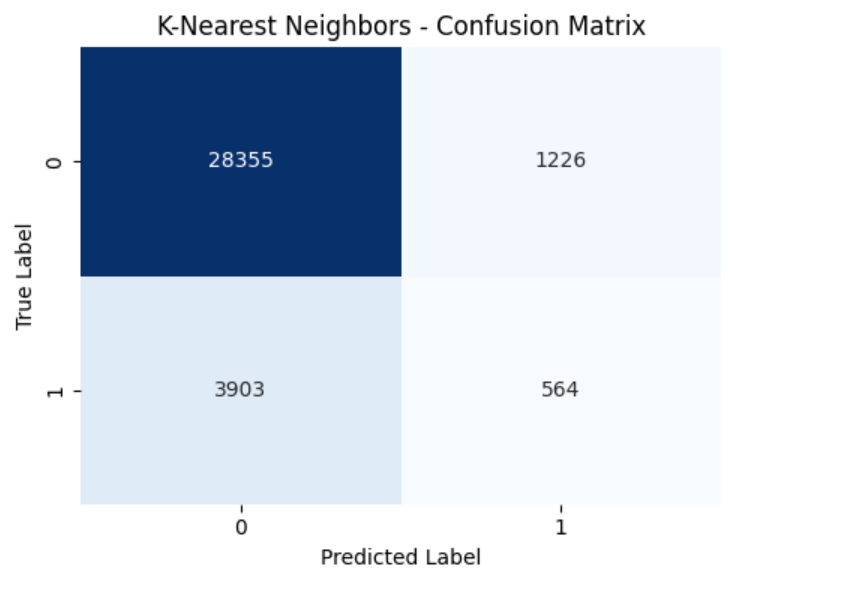 K-Nearest Neighbors - Confusion Matrix
28355
1226
0
True Label
3903
564
1
0
1
Predicted Label